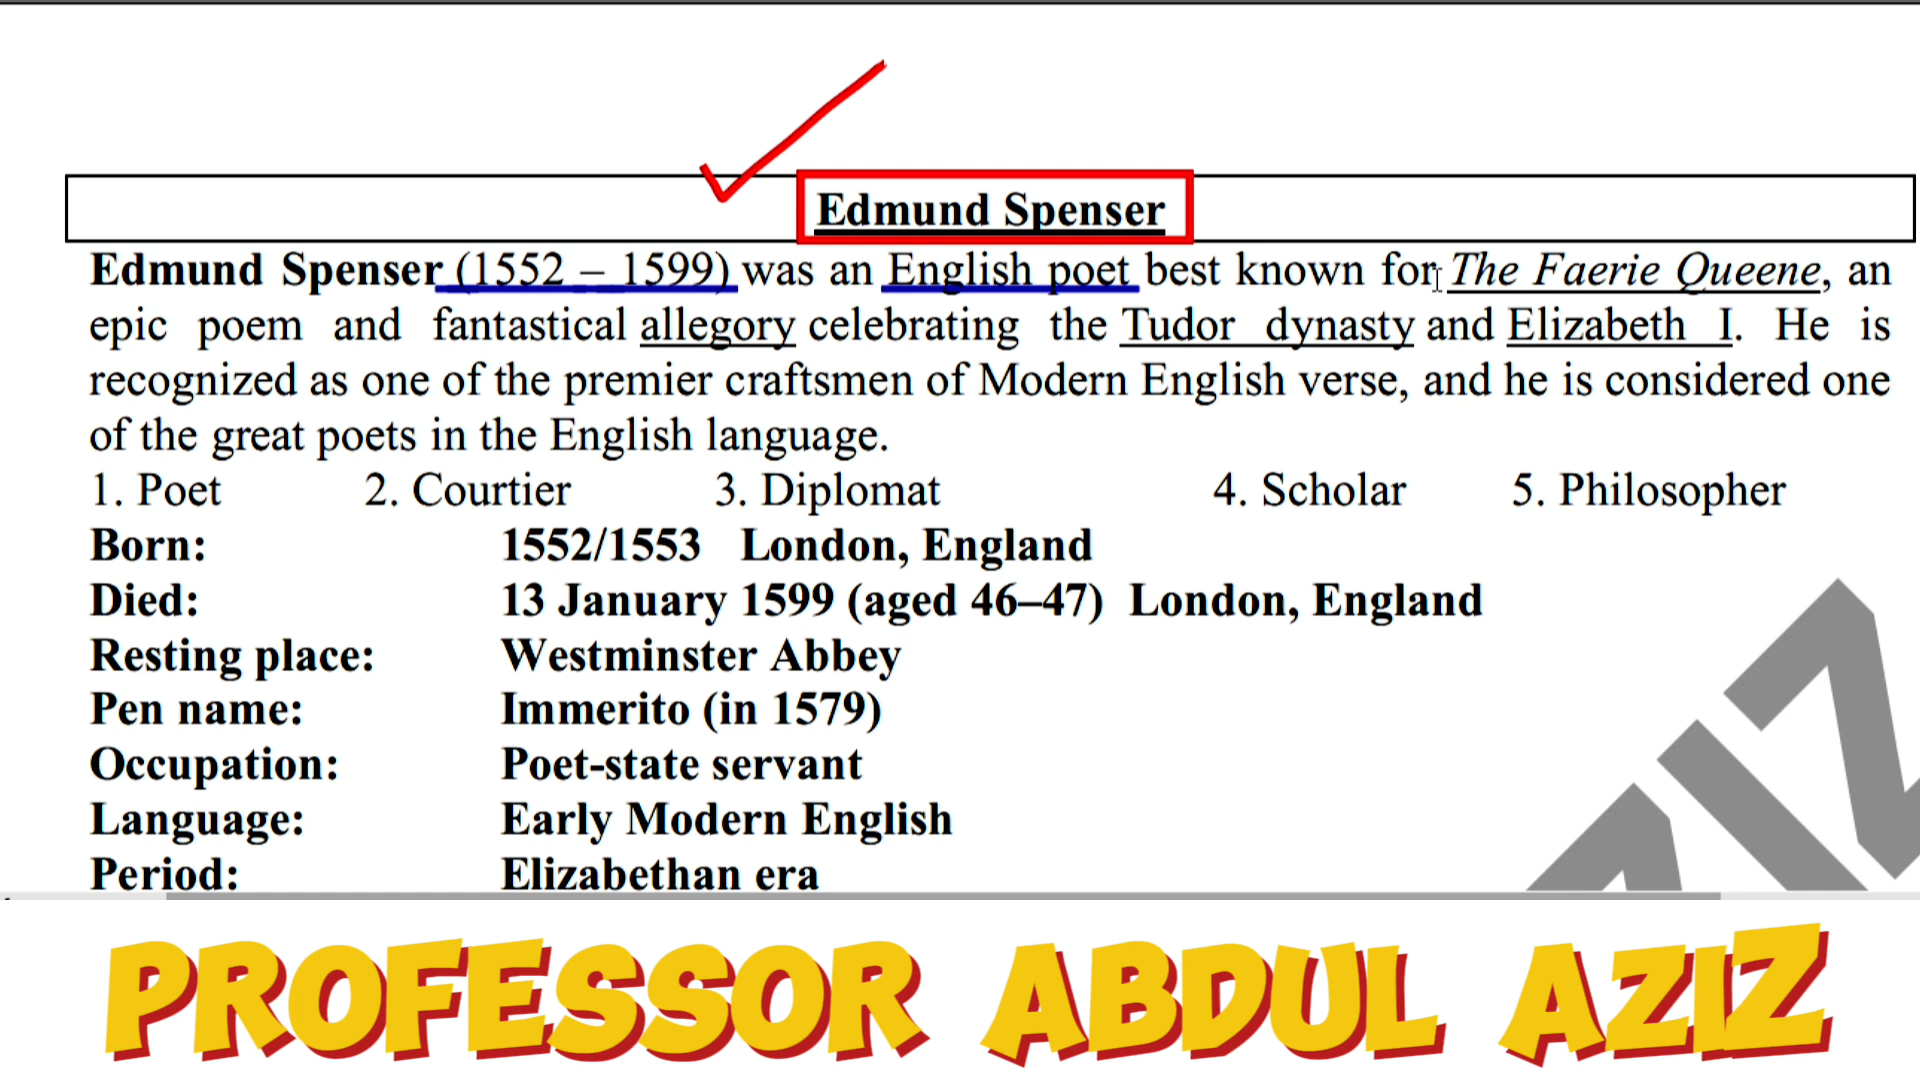 Edmund Spenser
Edmund Spenser (1552 – 1599) was an English poet best known for The Faerie Queene, an
epic poem and fantastical allegory celebrating the Tudor dynasty and Elizabeth I. He is
recognized as one of the premier craftsmen of Modern English verse, and he is considered one
of the great poets in the English language.
1. Poet 2. Courtier 3. Diplomat 4. Scholar 5. Philosopher
Born: 1552/1553 London, England
Died: 13 January 1599 (aged 46–47) London, England
Resting place: Westminster Abbey
Pen name: Immerito (in 1579)
Occupation: Poet-state servant
Language: Early Modern English
Period: Elizabethan era
PROFESSOR ABDUL AZIZ